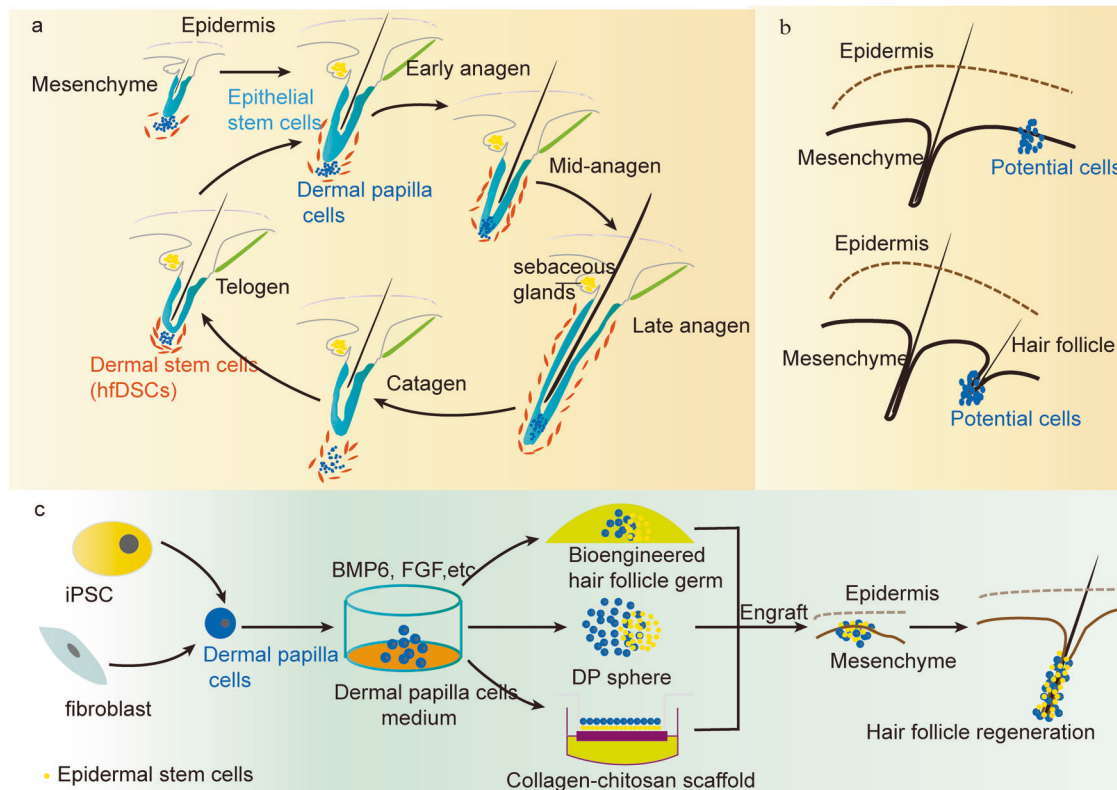 a
Epidermis
Mesenchyme
Early anagen
Epithelial
stem cells
Mid-anagen
Dermal papilla
cells
sebaceous
glands
Telogen
Late anagen
Dermal stem cells
(hfDSCs)
Catagen
b
Epidermis
Mesenchyme
Potential cells
Epidermis
Hair follicle
Mesenchyme
Potential cells
c
iPSC
fibroblast
Dermal papilla
cells
BMP6, FGF,etc
Dermal papilla cells
medium
Bioengineered
hair follicle germ
DP sphere
Collagen-chitosan scaffold
Engraft
Epidermis
Mesenchyme
Hair follicle regeneration
Epidermal stem cells